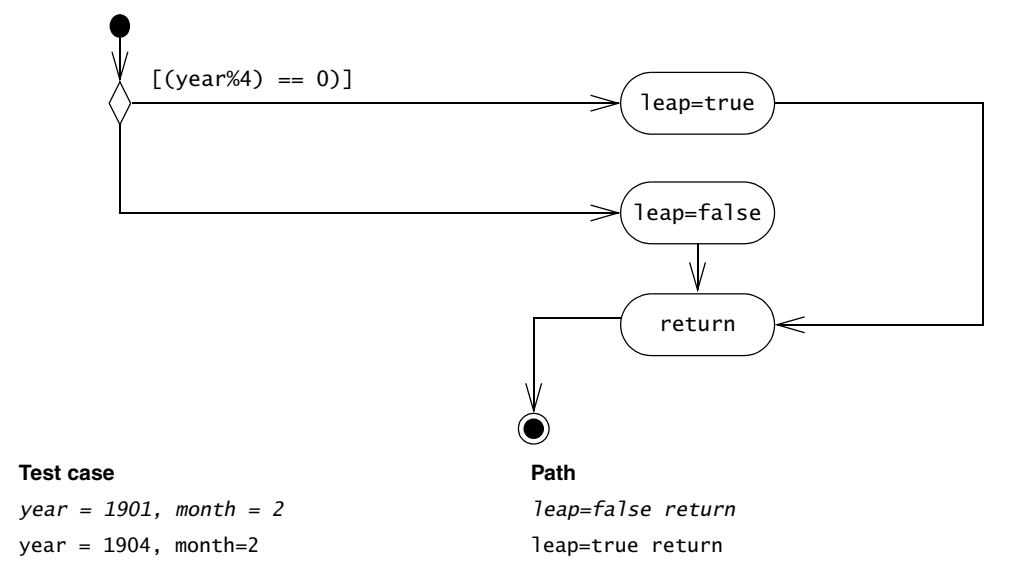 [(year%4) == 0)]
leap=true
leap=false
return
Test case
Path
year = 1901, month = 2
leap=false return
year = 1904, month=2
leap=true return